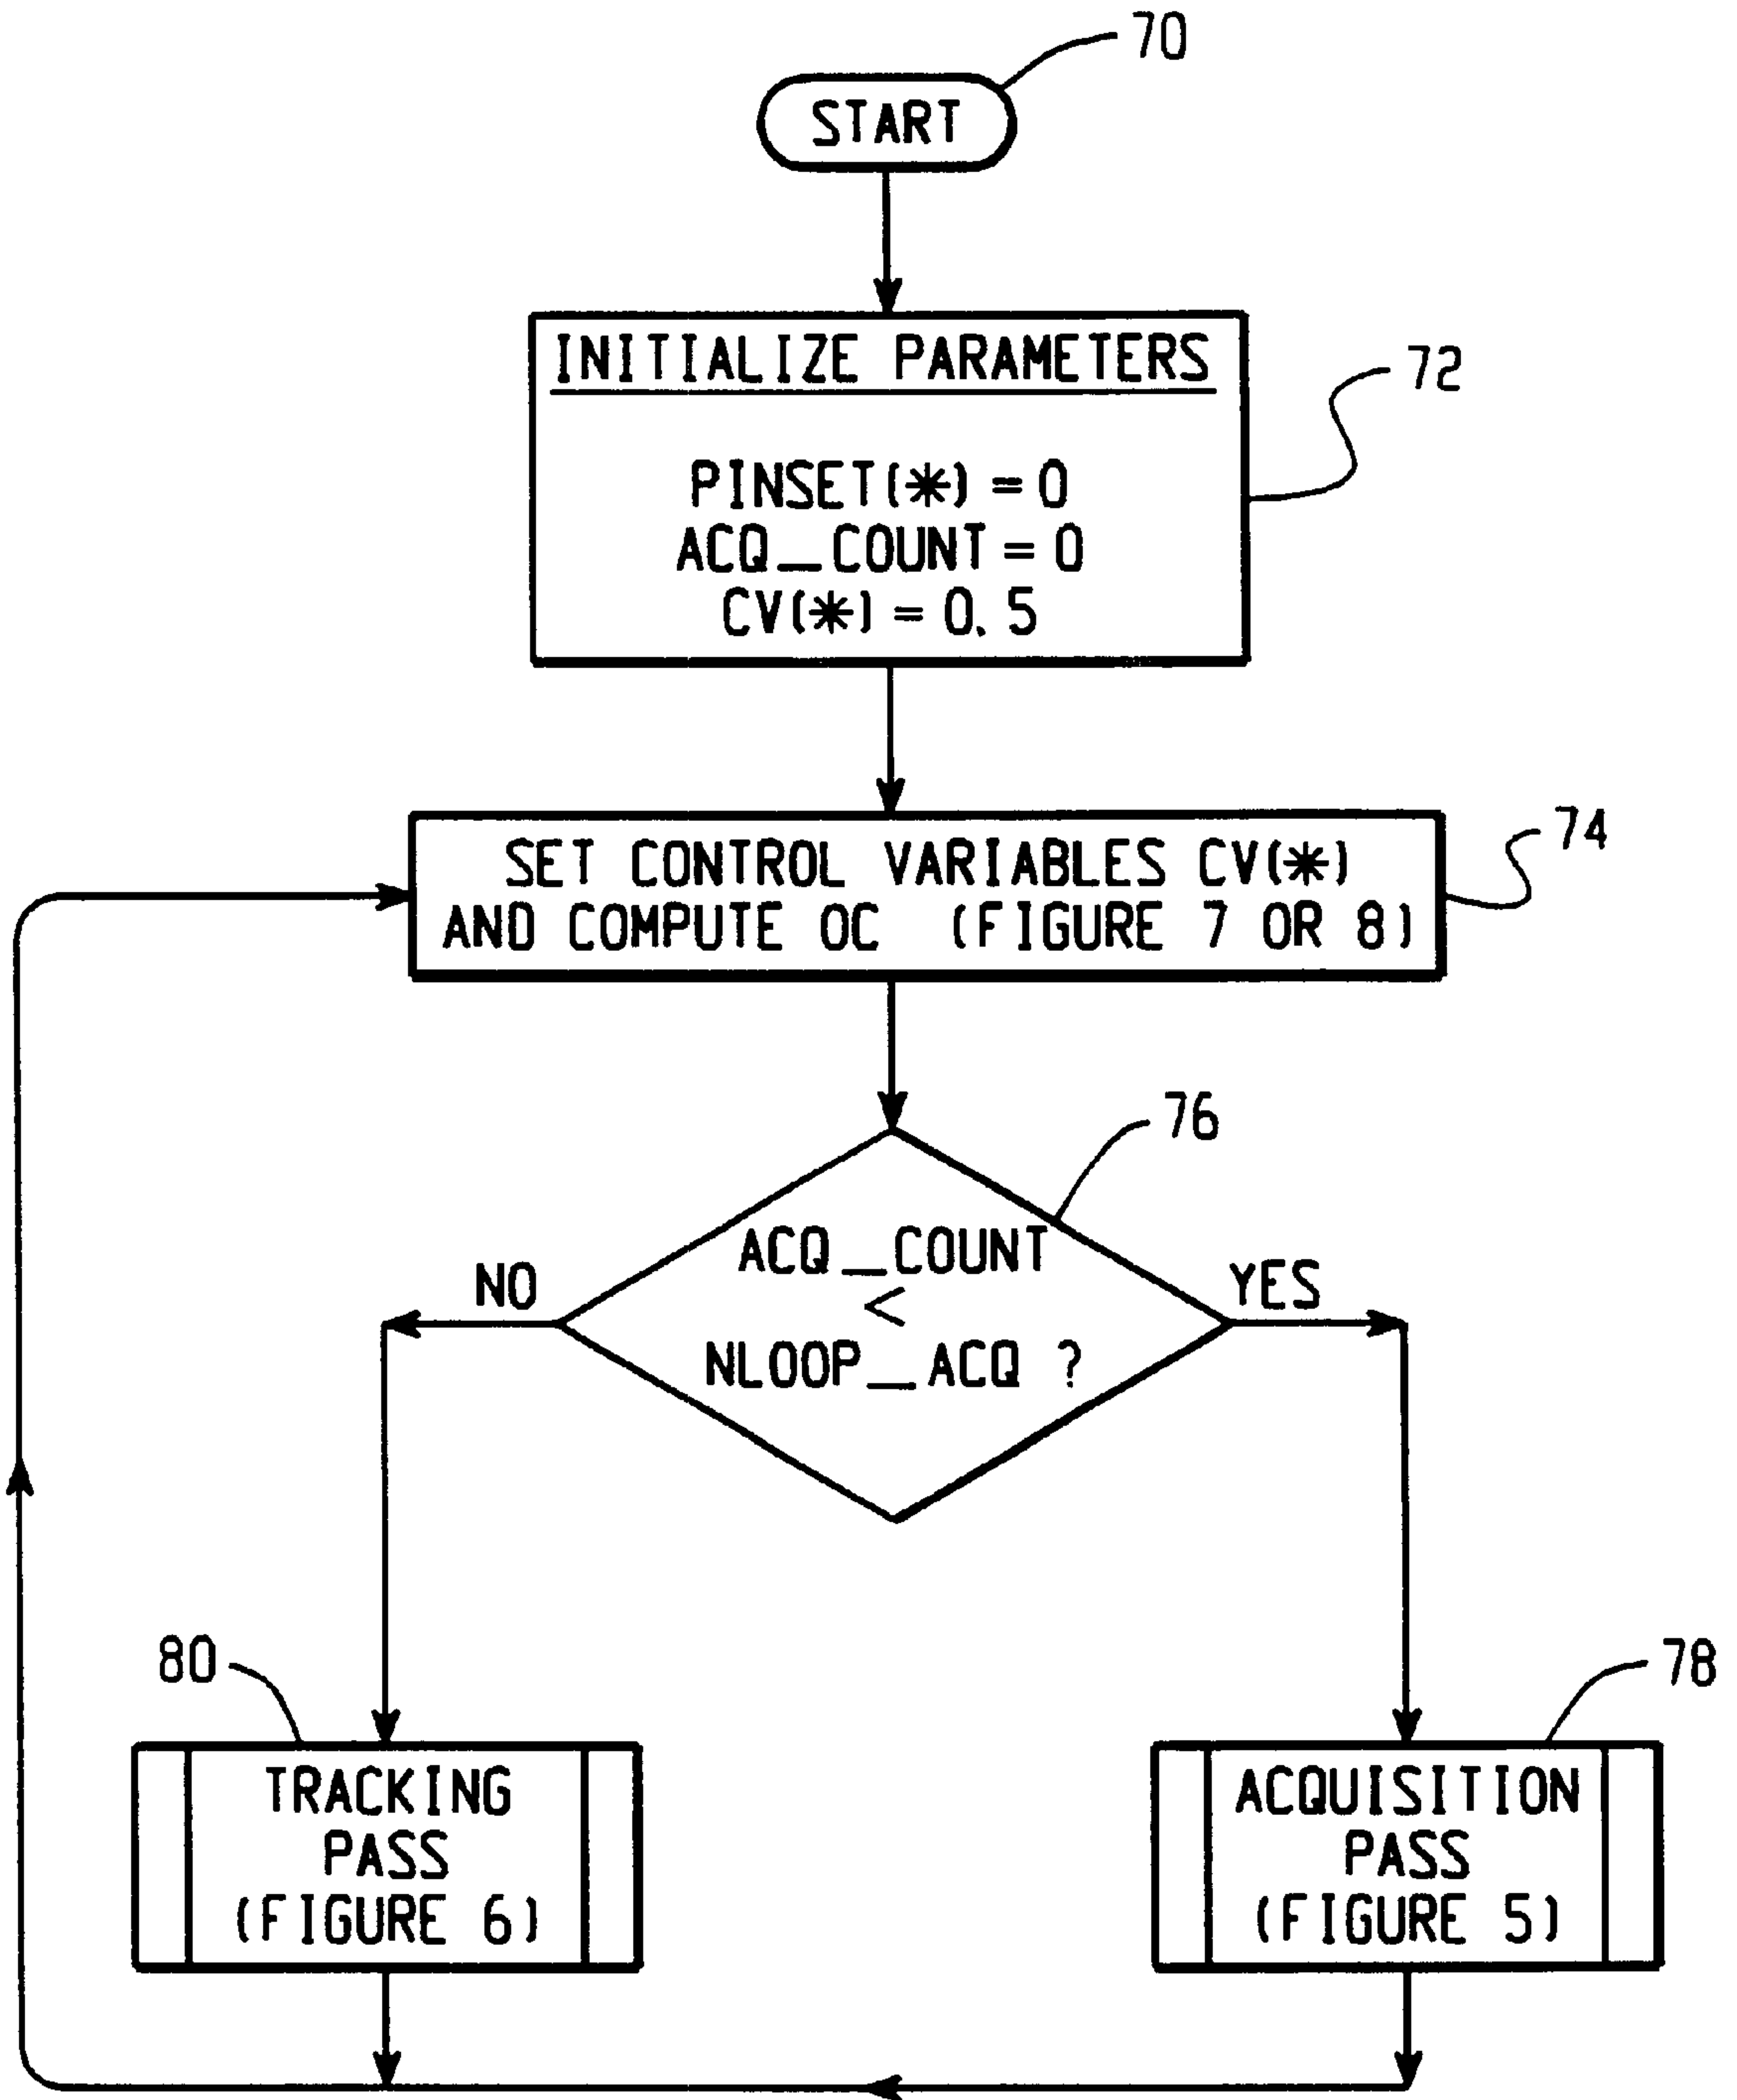 70
START
INITIALIZE PARAMETERS
72
PINSET(*) = 0
ACQ_COUNT = 0
CV(*) = 0.5
74
SET CONTROL VARIABLES CV(*)
AND COMPUTE OC (FIGURE 7 OR 8)
76
ACQ_COUNT
<
NLOOP_ACQ ?
NO
YES
80
78
TRACKING
PASS
(FIGURE 6)
ACQUISITION
PASS
(FIGURE 5)